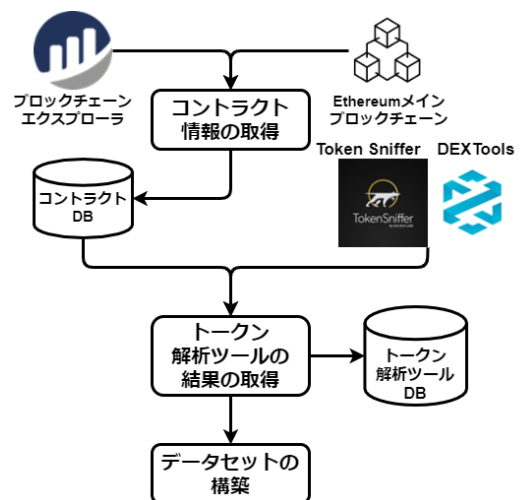 ブロックチェーン
エクスプローラ
Ethereumメイン
ブロックチェーン
コントラクト
情報の取得
Token Sniffer
DEXTools
コントラクト
DB
TokenSniffer
トークン
解析ツールの
結果の取得
トークン
解析ツール
DB
データセットの
構築